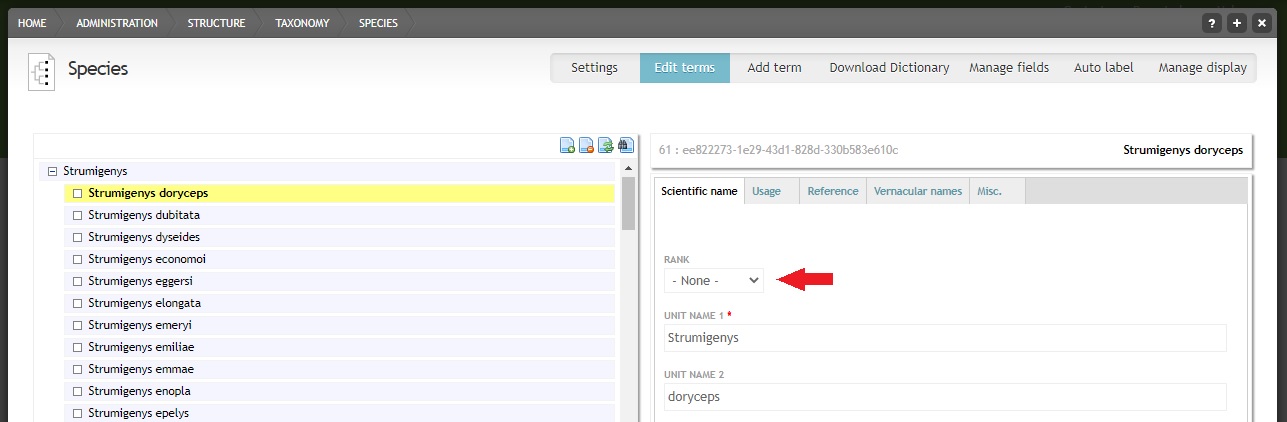 HOME ADMINISTRATION STRUCTURE TAXONOMY SPECIES ? + ×
Species
Settings Edit terms Add term Download Dictionary Manage fields Auto label Manage display
61 : ee822273-1e29-43d1-828d-330b583e610c Strumigenys doryceps
Strumigenys
Strumigenys doryceps
Strumigenys dubitata
Strumigenys dyseides
Strumigenys economoi
Strumigenys eggersi
Strumigenys elongata
Strumigenys emeryi
Strumigenys emiliae
Strumigenys emmae
Strumigenys enopla
Strumigenys epelys
Scientific name Usage Reference Vernacular names Misc.
RANK
- None -
UNIT NAME 1 *
Strumigenys
UNIT NAME 2
doryceps